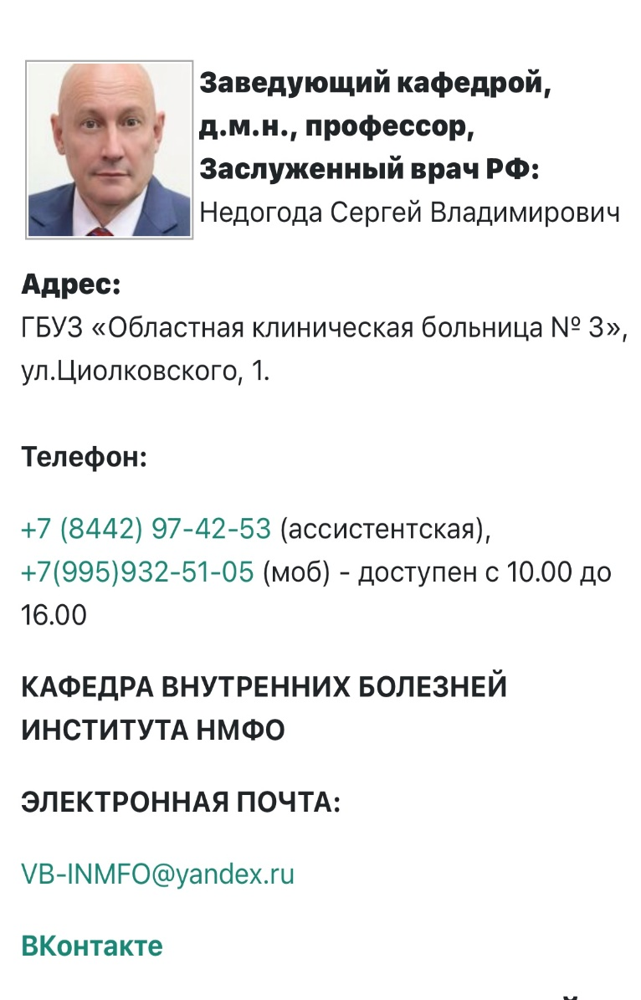 Заведующий кафедрой,
д.м.н., профессор,
Заслуженный врач РФ:
Недогода Сергей Владимирович
Адрес:
ГБУЗ «Областная клиническая больница № 3»,
ул.Циолковского, 1.
Телефон:
+7 (8442) 97-42-53 (ассистентская),
+7(995)932-51-05 (моб) - доступен с 10.00 до
16.00
КАФЕДРА ВНУТРЕННИХ БОЛЕЗНЕЙ
ИНСТИТУТА НМФО
ЭЛЕКТРОННАЯ ПОЧТА:
VB-INMFO@yandex.ru
ВКонтакте